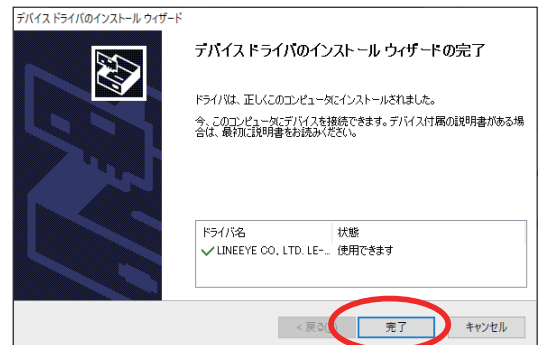 デバイス ドライバのインストール ウィザード
デバイス ドライバのインストール ウィザードの完了
ドライバは、正しくこのコンピュータにインストールされました。
今、このコンピュータにデバイスを接続できます。デバイス付属の説明書がある場
合は、最初に説明書をお読みください。
ドライバ名 状態
LINEEYE CO. LTD. LE-... 使用できます
< 戻る( 完了 キャンセル